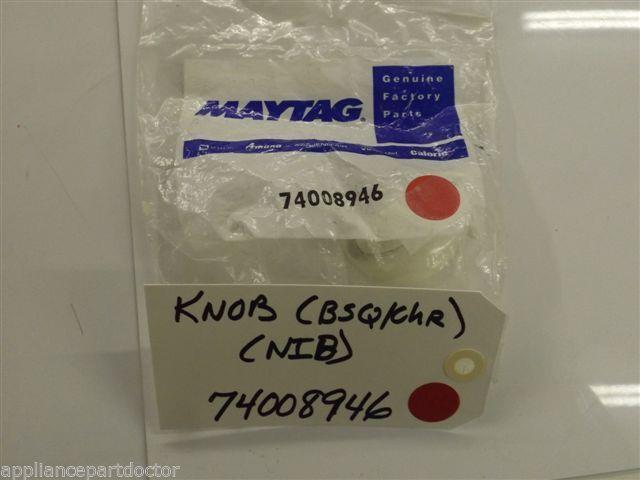 MAYTAG.
Genuine
Factory
Parts
Amana
Caloric
74008946
KNOB (BSQ/ChR)
(NIB)
74008946
appliancepartdoctor